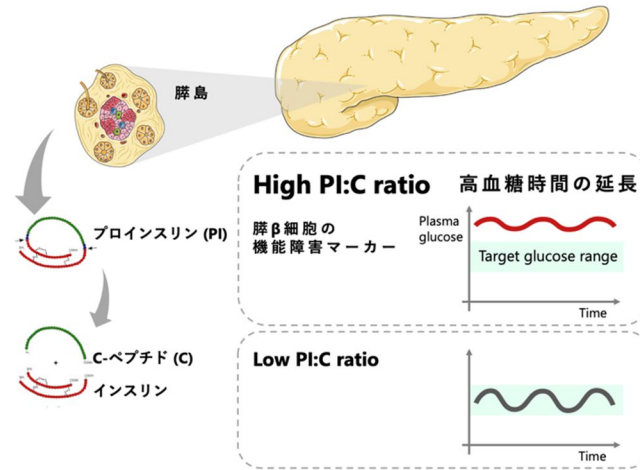 膵島
High PI:C ratio
高血糖時間の延長
プロインスリン (PI)
膵β細胞の
機能障害マーカー
Plasma
glucose
Target glucose range
Time
C-ペプチド (C)
インスリン
Low PI:C ratio
Time